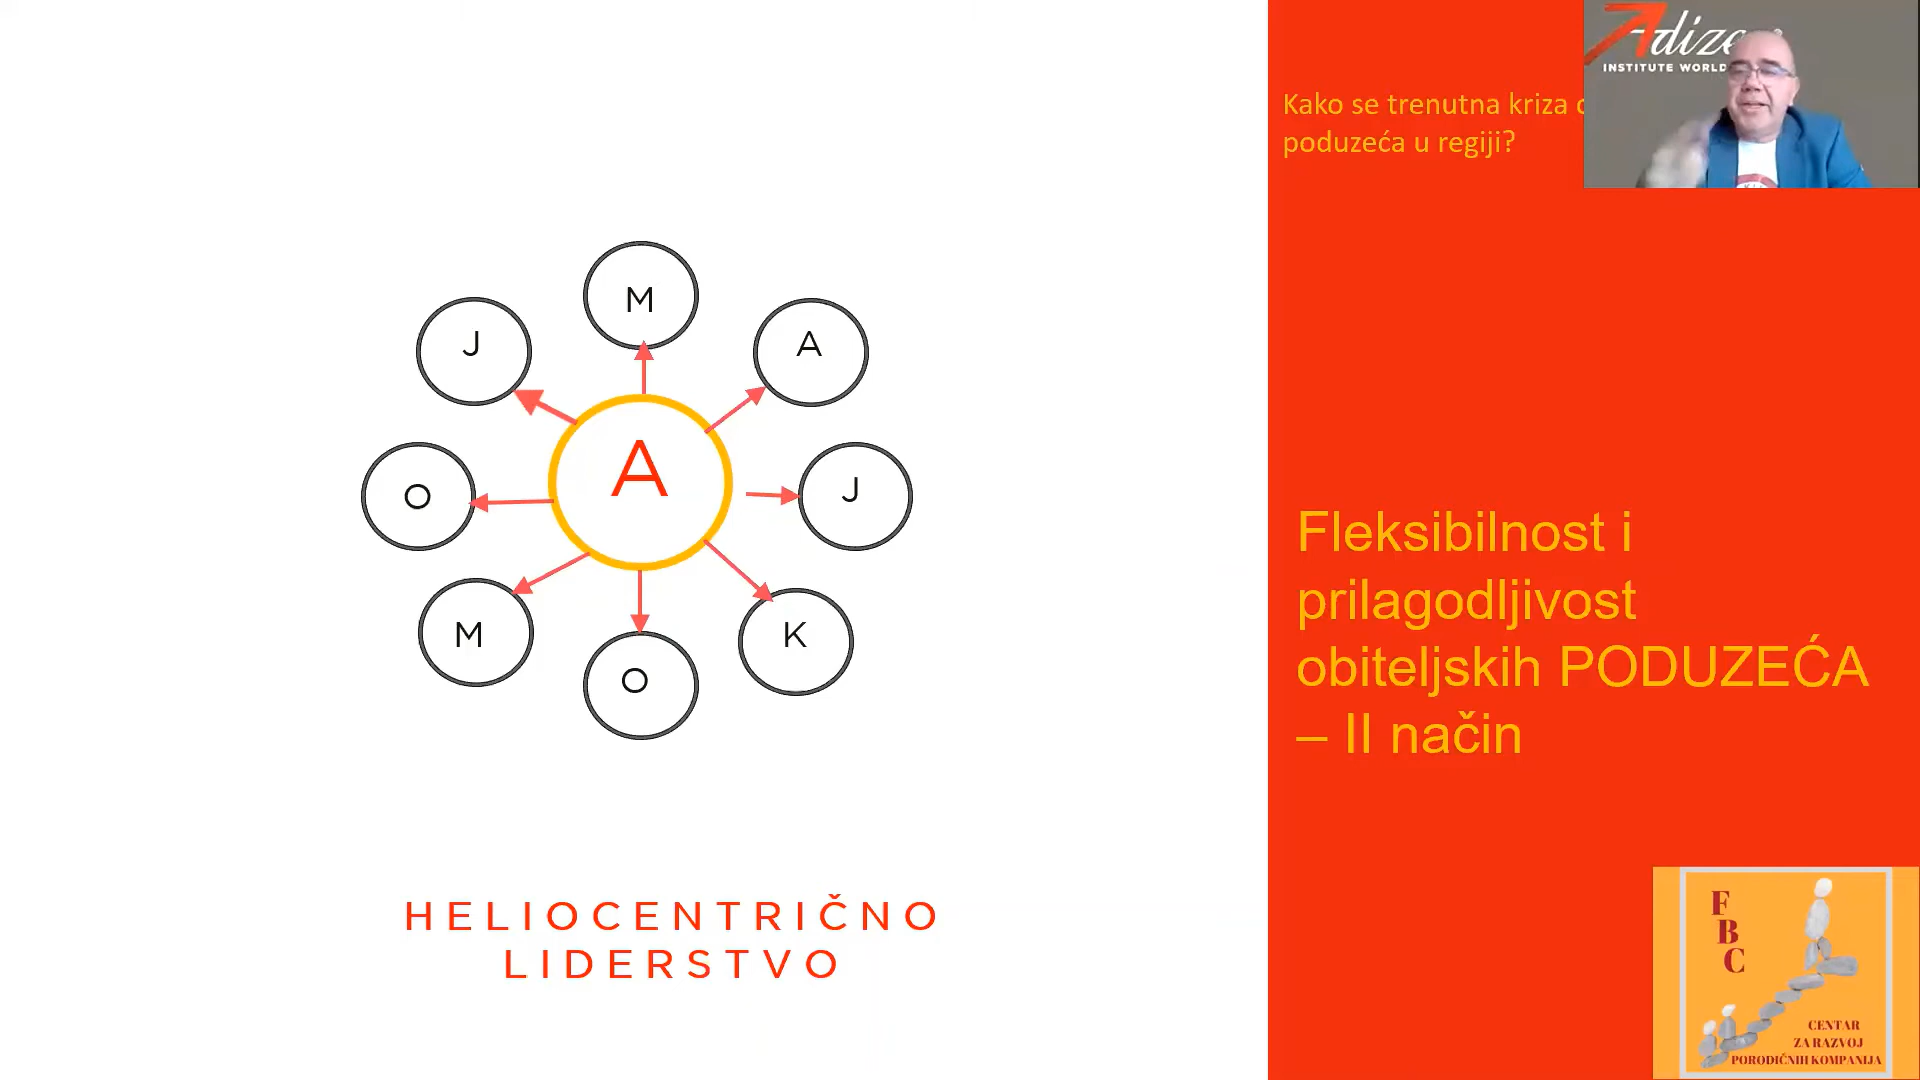 M
J
A
A
O
J
M
K
O
HELIOCENTRIČNO
LIDERSTVO
Adizes
INSTITUTE WORLD
Kako se trenutna kriza
poduzeća u regiji?
Fleksibilnost i
prilagodljivost
obiteljskih PODUZEĆA
– II način
F
B
C
CENTAR
ZA RAZVOJ
PORODIČNIH KOMPANIJA